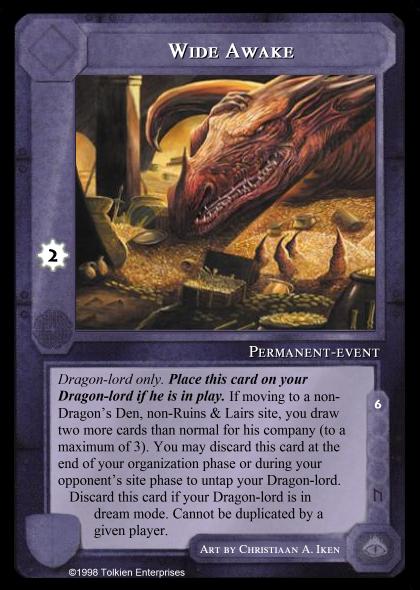 WIDE AWAKE
2
PERMANENT-EVENT
Dragon-lord only. Place this card on your
Dragon-lord if he is in play. If moving to a non-
Dragon's Den, non-Ruins & Lairs site, you draw
two more cards than normal for his company (to a
maximum of 3). You may discard this card at the
end of your organization phase or during your
opponent's site phase to untap your Dragon-lord.
Discard this card if your Dragon-lord is in
dream mode. Cannot be duplicated by a
given player.
6
ART BY CHRISTIAAN A. IKEN
©1998 Tolkien Enterprises